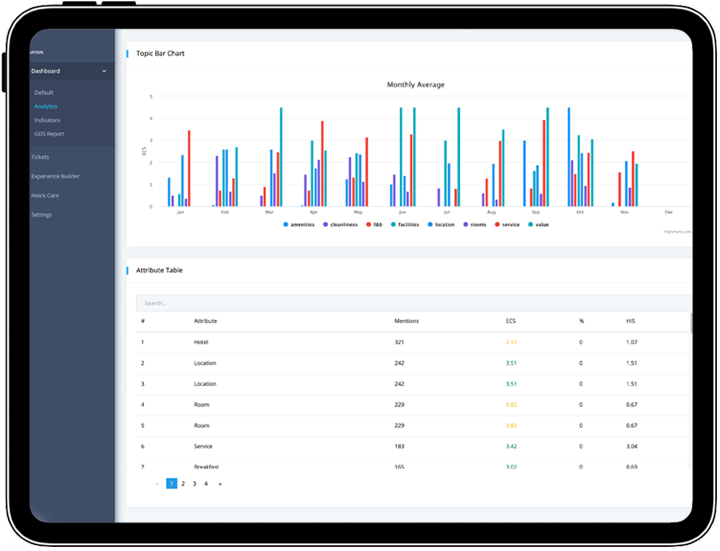 ATION
Dashboard
Default
Analytics
Indicators
GDS Report
Tickets
Experience Builder
Hoick Care
Settings
Topic Bar Chart
Monthly Average
ECS
5
4
3
2
1
0
Jan Feb Mar Apr May Jun Jul Aug Sep Oct Nov Dec
amenities cleanliness f&b facilities location rooms service value
Attribute Table
Search...
# Attribute Mentions ECS % HIS
1 Hotel 321 2.17 0 1.07
2 Location 242 3.51 0 1.51
3 Location 242 3.51 0 1.51
4 Room 229 0.82 0 0.67
5 Room 229 0.82 0 0.67
6 Service 183 3.42 0 3.04
7 Breakfast 165 3.02 0 0.69
« 1 2 3 4 »